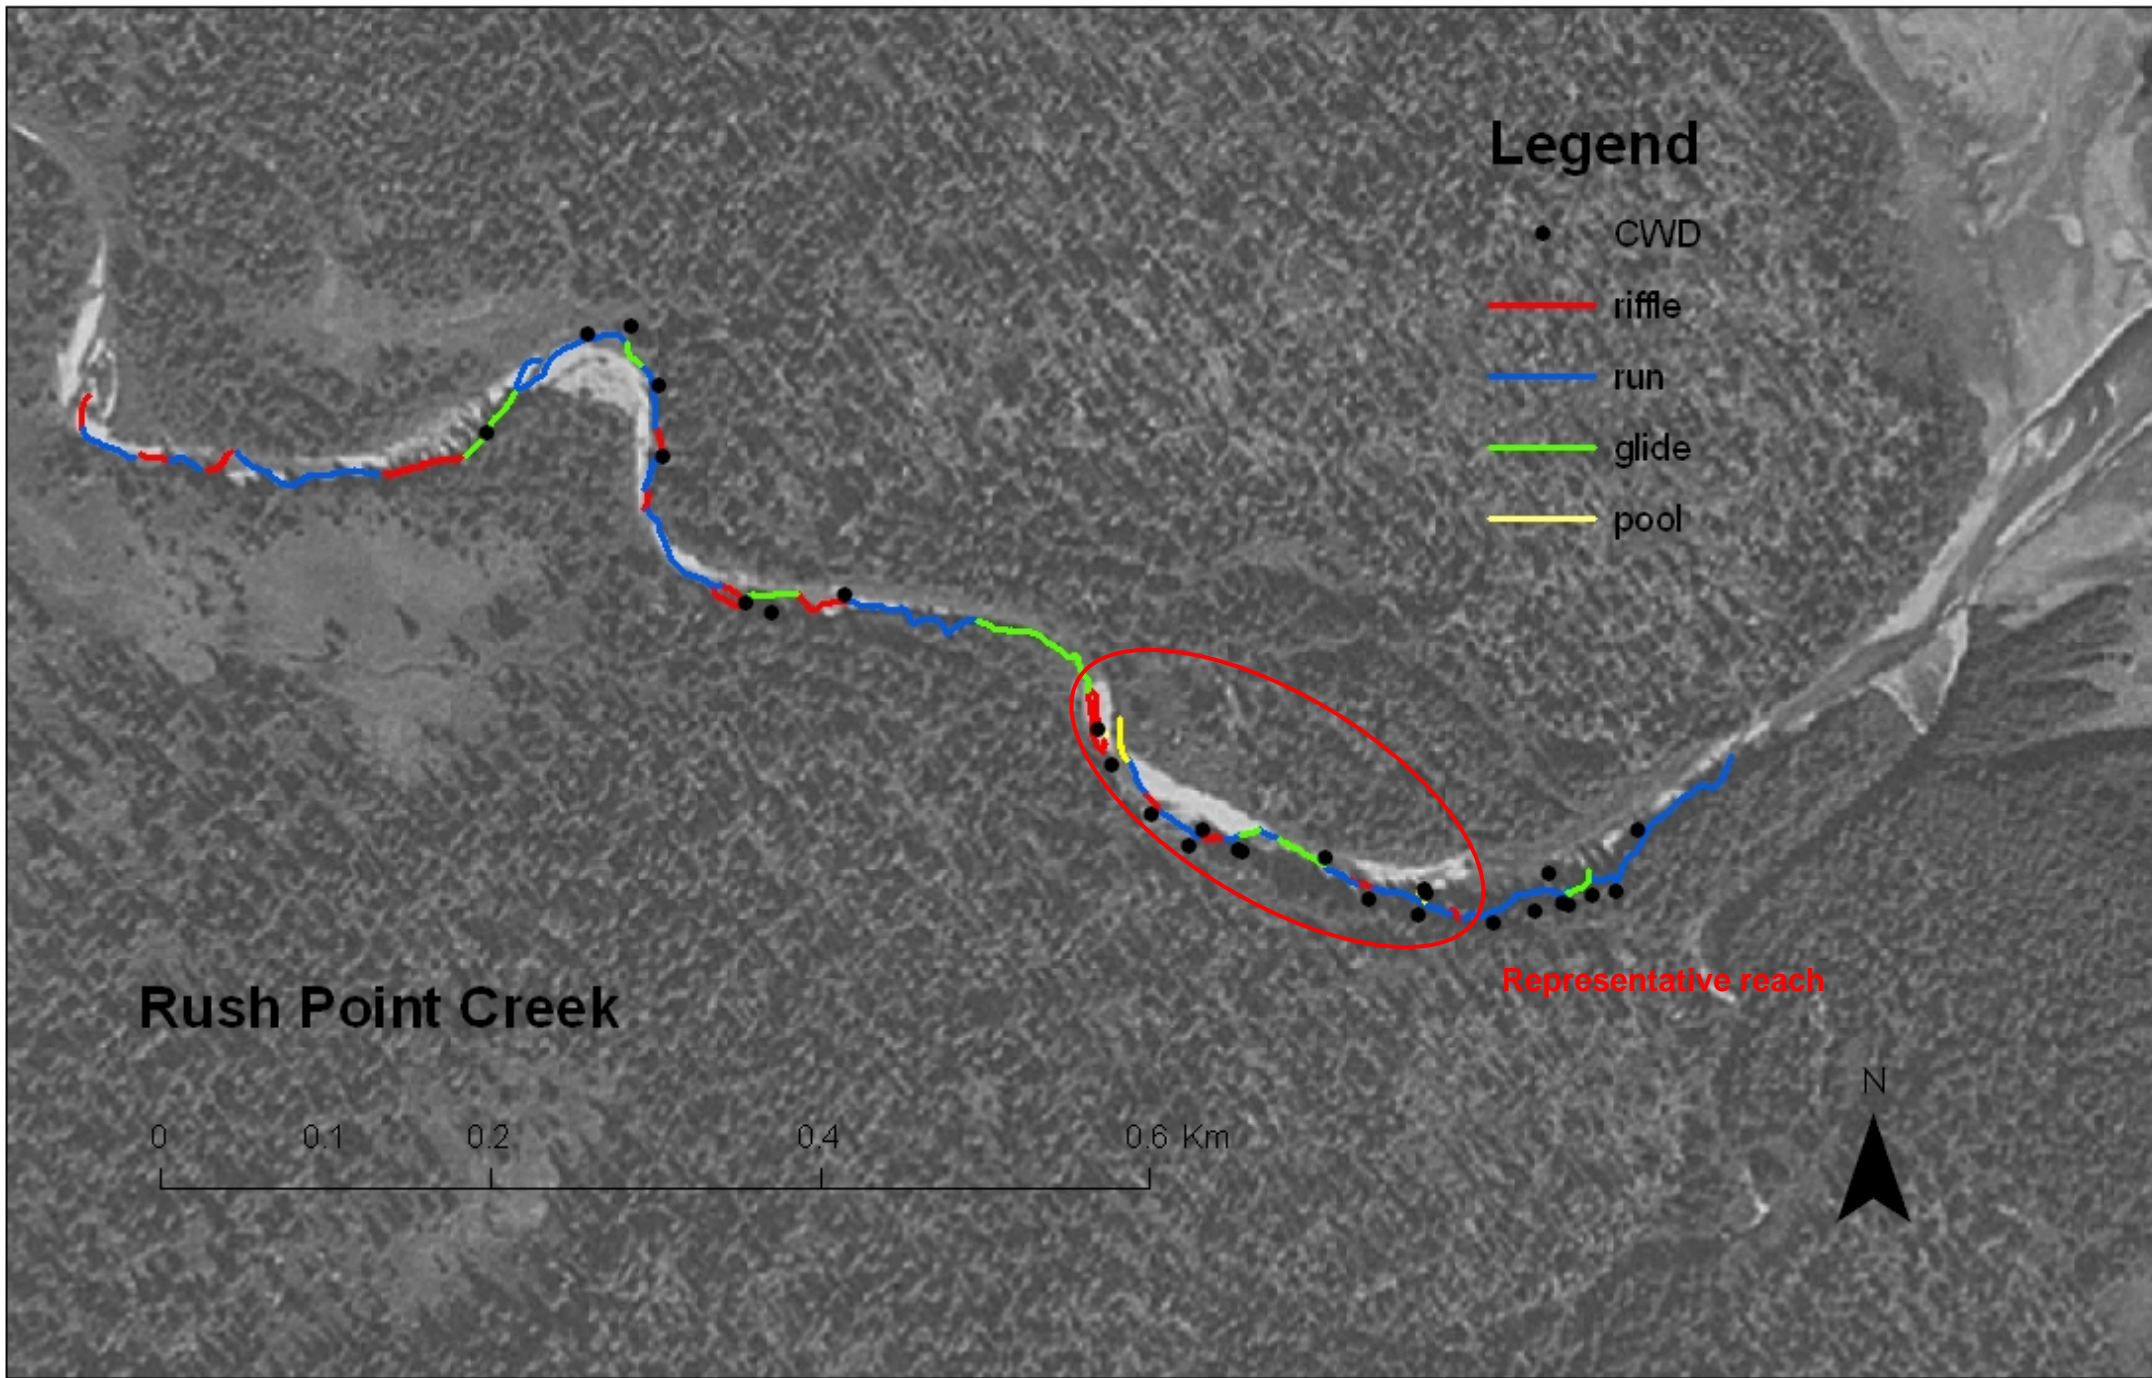 Legend
CWD
riffle
run
glide
pool
Representative reach
Rush Point Creek
N
0 0.1 0.2 0.4 0.6 Km